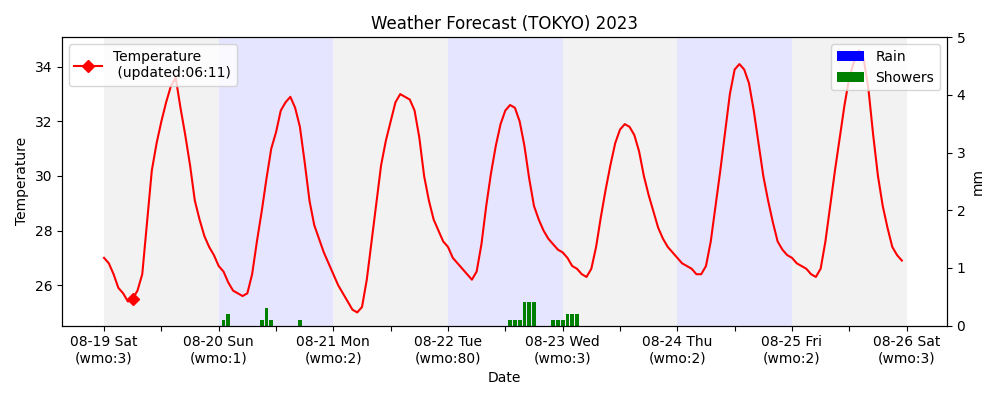 Weather Forecast (TOKYO) 2023
Temperature
(updated:06:11)
Rain
Showers
Temperature
34
32
30
28
26
mm
5
4
3
2
1
0
08-19 Sat
(wmo:3)
08-20 Sun
(wmo:1)
08-21 Mon
(wmo:2)
08-22 Tue
(wmo:80)
08-23 Wed
(wmo:3)
08-24 Thu
(wmo:2)
08-25 Fri
(wmo:2)
08-26 Sat
(wmo:3)
Date